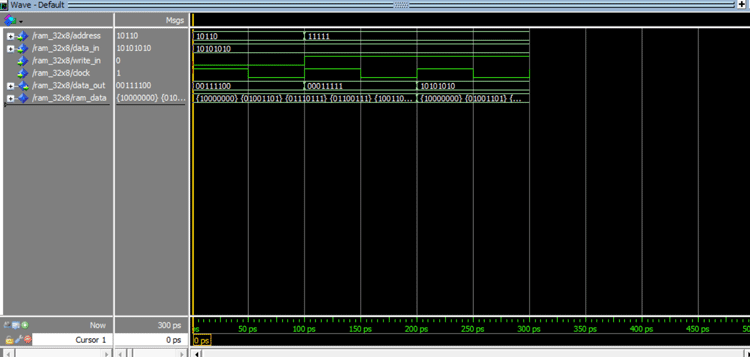 Wave - Default
Msgs
/ram_32x8/address 10110 10110 11111
/ram_32x8/data_in 10101010 10101010
/ram_32x8/write_in 0
/ram_32x8/clock 1
/ram_32x8/data_out 00111100 00111100 00011111 10101010
/ram_32x8/ram_data {10000000} {010... {10000000} {01001101} {01110111} {01100111} {100110... {10000000} {01001101} {...
Now 300 ps ps 50 ps 100 ps 150 ps 200 ps 250 ps 300 ps 350 ps 400 ps 450 ps 500
Cursor 1 0 ps 0 ps